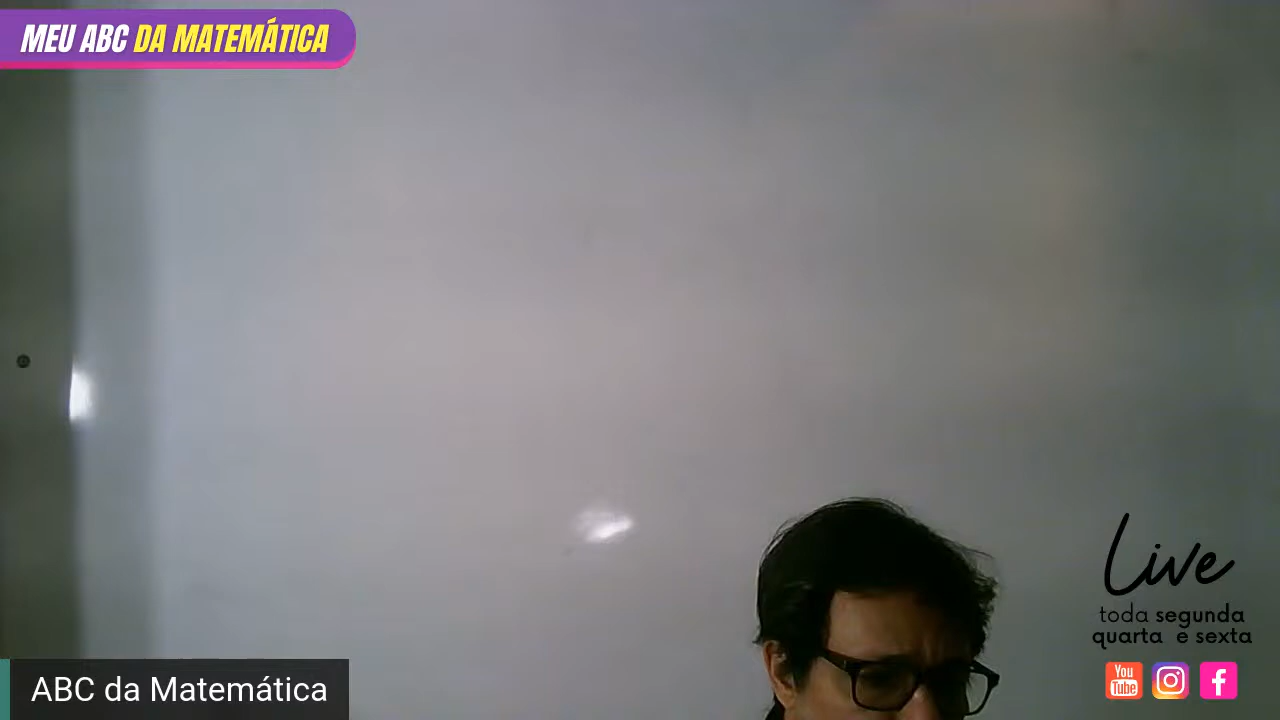 MEU ABC DA MATEMÁTICA
Live
toda segunda
quarta e sexta
You
Tube
ABC da Matemática